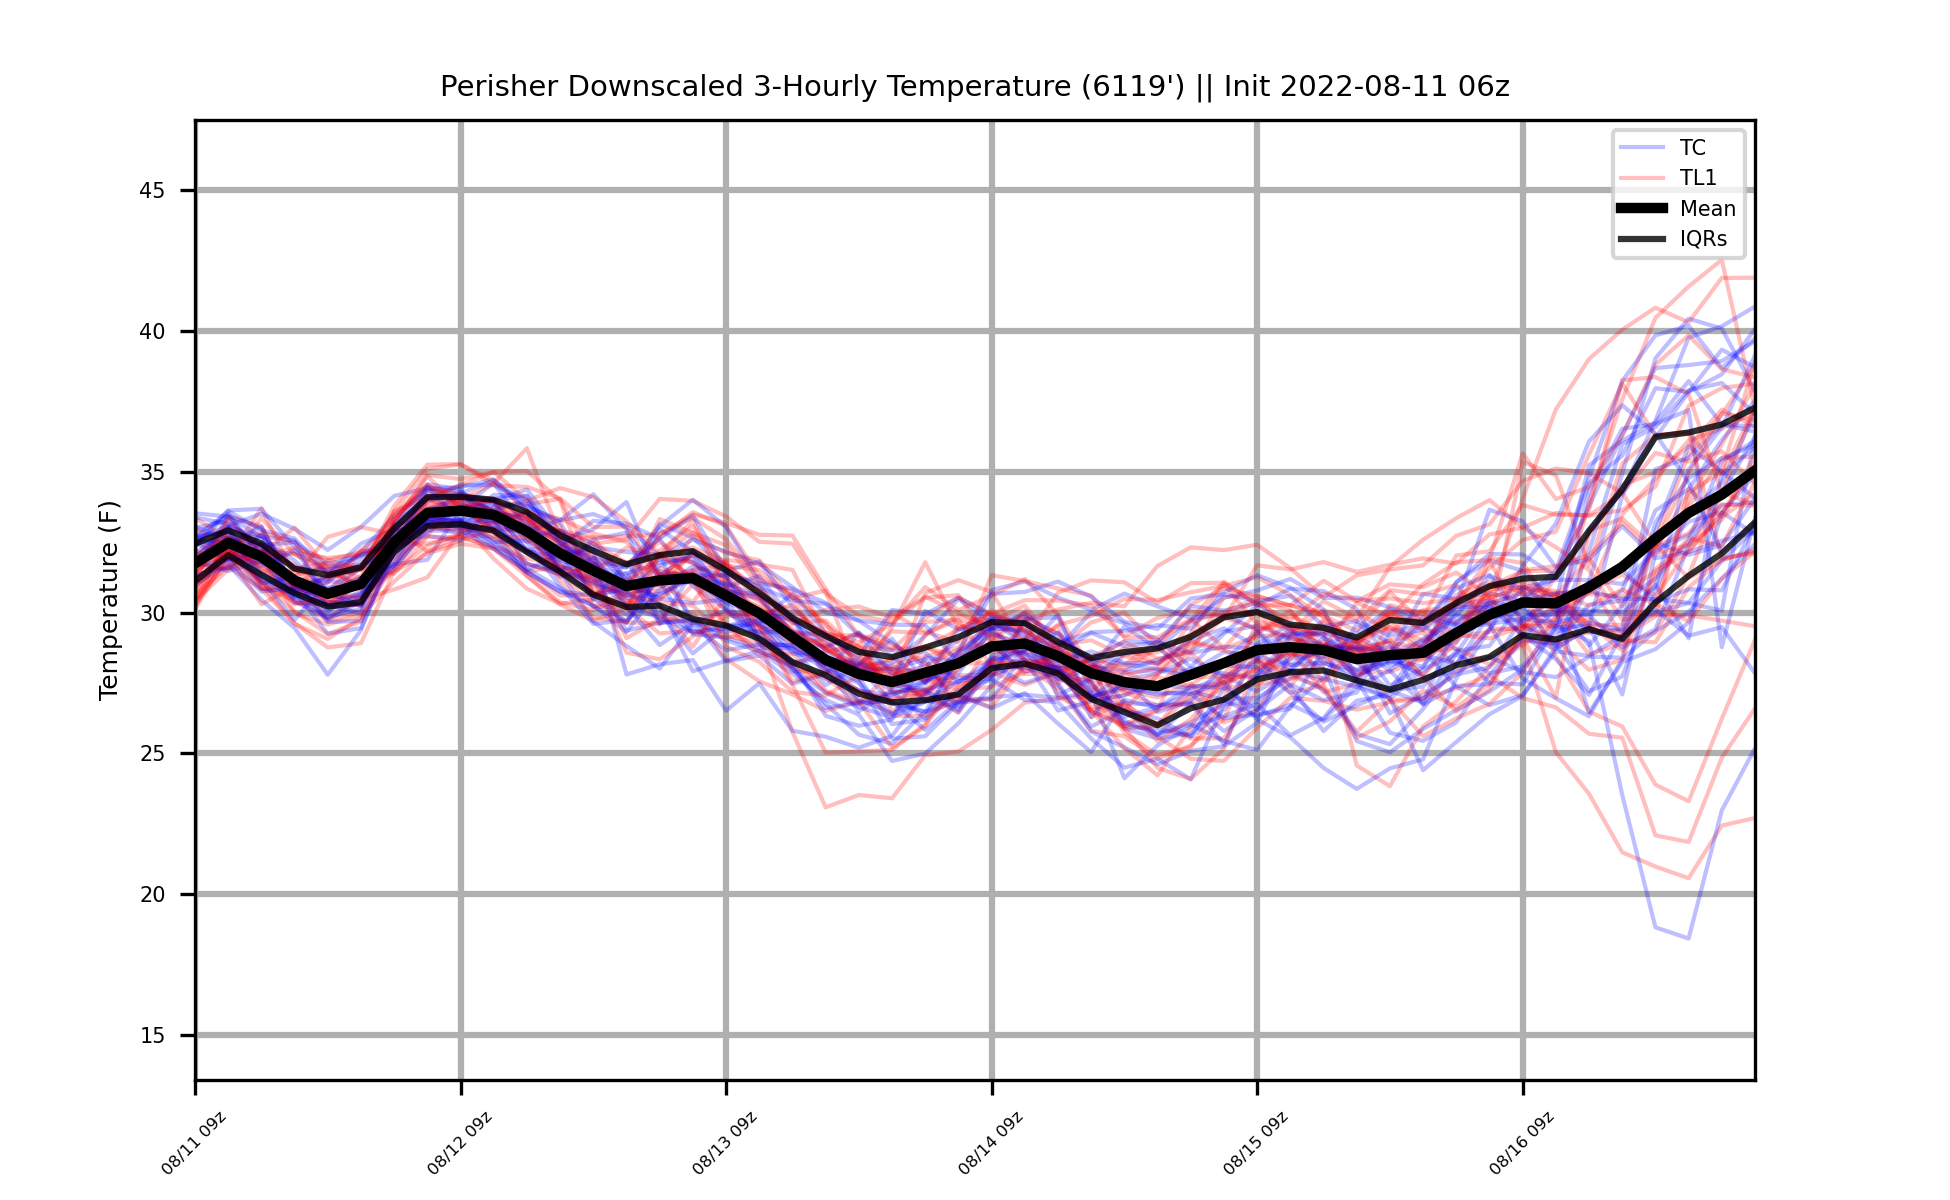 Perisher Downscaled 3-Hourly Temperature (6119') || Init 2022-08-11 06z
TC
TL1
Mean
IQRs
Temperature (F)
45
40
35
30
25
20
15
08/11 09z
08/12 09z
08/13 09z
08/14 09z
08/15 09z
08/16 09z